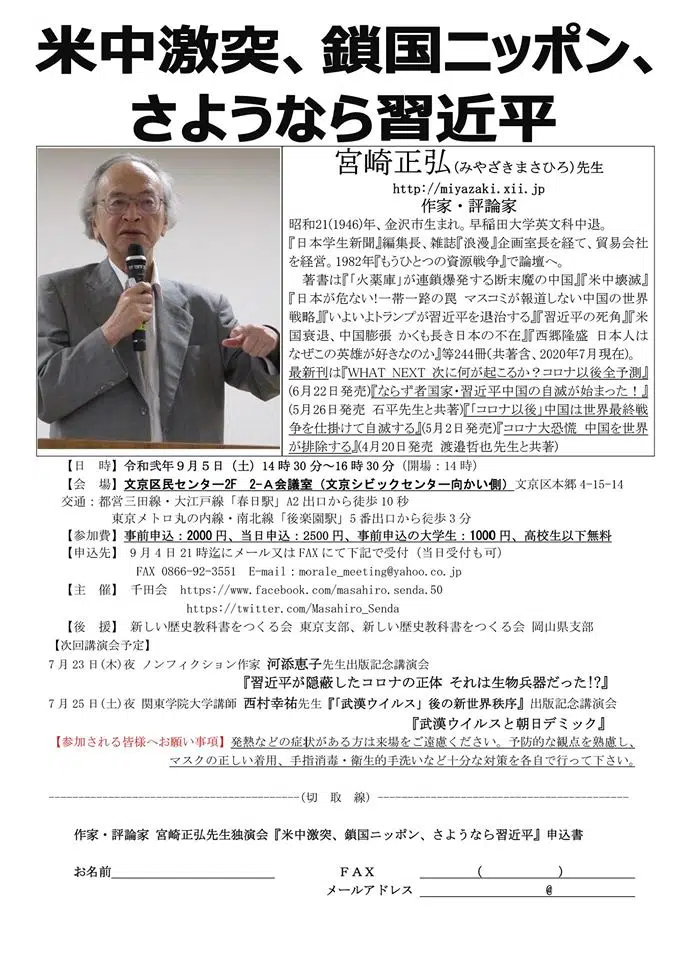 米中激突、鎖国ニッポン、
さようなら習近平
宮崎正弘(みやざきまさひろ)先生
http://miyazaki.xii.jp
作家・評論家
昭和21(1946)年、金沢市生まれ。早稲田大学英文科中退。
『日本学生新聞』編集長、雑誌『浪漫』企画室長を経て、貿易会社
を経営。1982年『もうひとつの資源戦争』で論壇へ。
著書は『「火薬庫」が連鎖爆発する断末魔の中国』『米中壊滅』
『日本が危ない!一帯一路の罠 マスコミが報道しない中国の世界
戦略』『いよいよトランプが習近平を退治する』『習近平の死角』『米
国衰退、中国膨張 かくも長き日本の不在』『西郷隆盛 日本人は
なぜこの英雄が好きなのか』等244冊(共著含、2020年7月現在)。
最新刊は『WHAT NEXT 次に何が起こるか？コロナ以後全予測』
(6月22日発売)『ならず者国家・習近平中国の自滅が始まった！』
(5月26日発売 石平先生と共著)『「コロナ以後」中国は世界最終戦
争を仕掛けて自滅する』(5月2日発売)『コロナ大恐慌 中国を世界
が排除する』(4月20日発売 渡邉哲也先生と共著)
【日 時】令和弐年９月５日（土）14時30分～16時30分（開場：14時）
【会 場】文京区民センター2F 2-A会議室（文京シビックセンター向かい側）文京区本郷4-15-14
交通：都営三田線・大江戸線「春日駅」A2出口から徒歩10秒
東京メトロ丸の内線・南北線「後楽園駅」５番出口から徒歩３分
【参加費】事前申込：2000円、当日申込：2500円、事前申込の大学生：1000円、高校生以下無料
【申込先】９月４日21時迄にメール又はFAXにて下記で受付（当日受付も可）
FAX 0866-92-3551 E-mail：morale_meeting@yahoo.co.jp
【主 催】千田会 https://www.facebook.com/masahiro.senda.50
https://twitter.com/Masahiro_Senda
【後 援】新しい歴史教科書をつくる会 東京支部、新しい歴史教科書をつくる会 岡山県支部
【次回講演会予定】
7月23日(木)夜 ノンフィクション作家 河添恵子先生出版記念講演会
『習近平が隠蔽したコロナの正体 それは生物兵器だった!?』
7月25日(土)夜 関東学院大学講師 西村幸祐先生『「武漢ウイルス」後の新世界秩序』出版記念講演会
『武漢ウイルスと朝日デミック』
【参加される皆様へお願い事項】発熱などの症状がある方は来場をご遠慮ください。予防的な観点を熟慮し、
マスクの正しい着用、手指消毒・衛生的手洗いなど十分な対策を各自で行って下さい。
(切 取 線)
作家・評論家 宮崎正弘先生独演会『米中激突、鎖国ニッポン、さようなら習近平』申込書
お名前 ＦＡＸ ( )
メールアドレス @